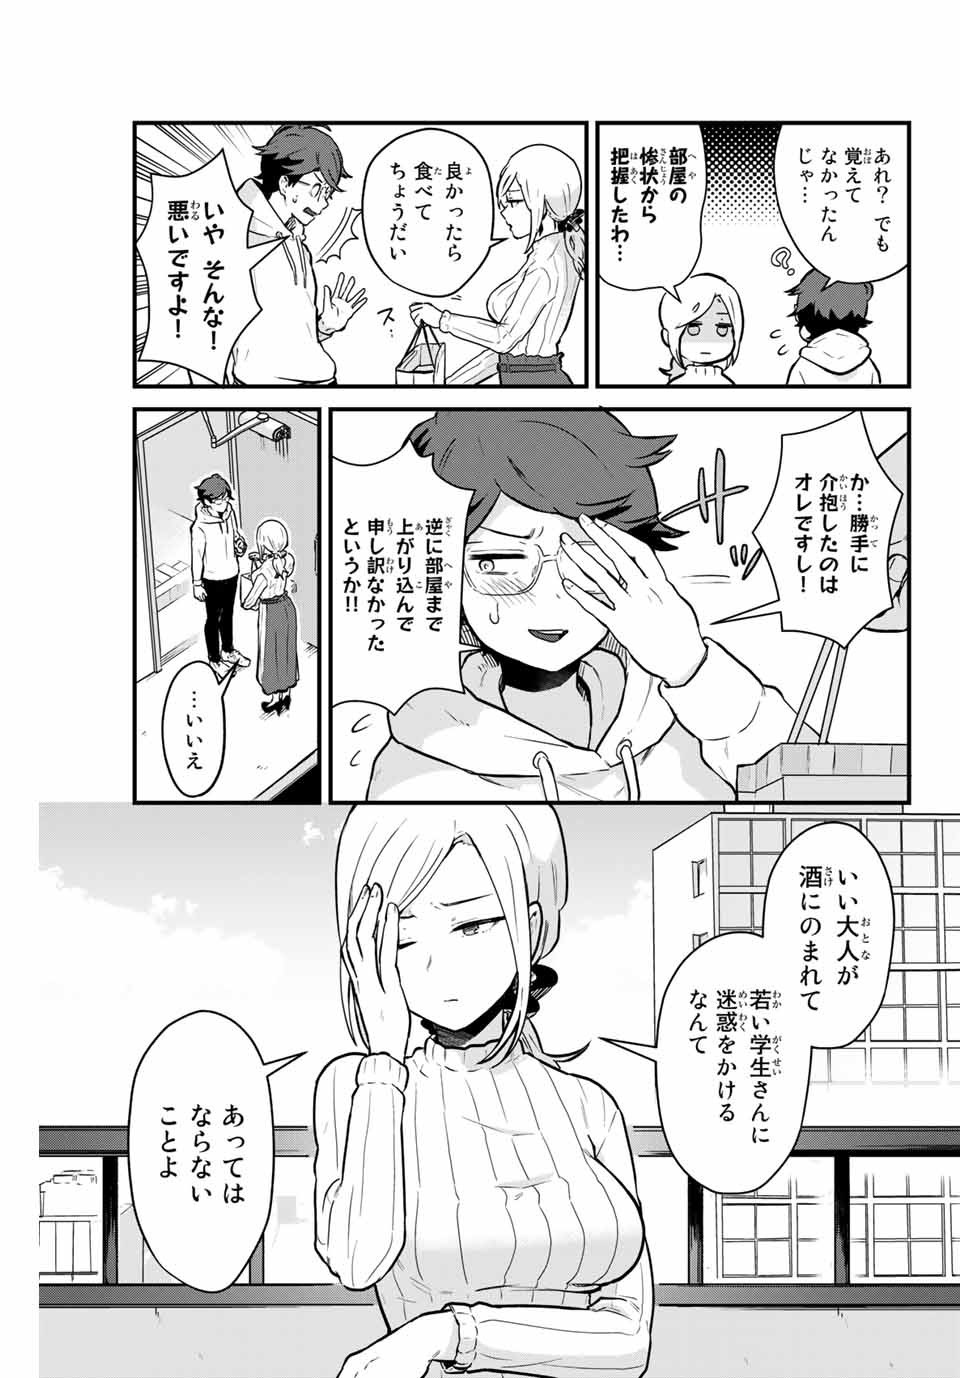 あれ？でも
覚えて
なかったん
じゃ…
部屋の
惨状から
把握したわ…
良かったら
食べて
ちょうだい
ス…
いや そんな！
悪いですよ！
か…勝手に
介抱したのは
オレですし！
逆に部屋まで
上がり込んで
申し訳なかった
というか!!
…いいえ
いい大人が
酒にのまれて
若い学生さんに
迷惑をかける
なんて
あっては
ならない
ことよ